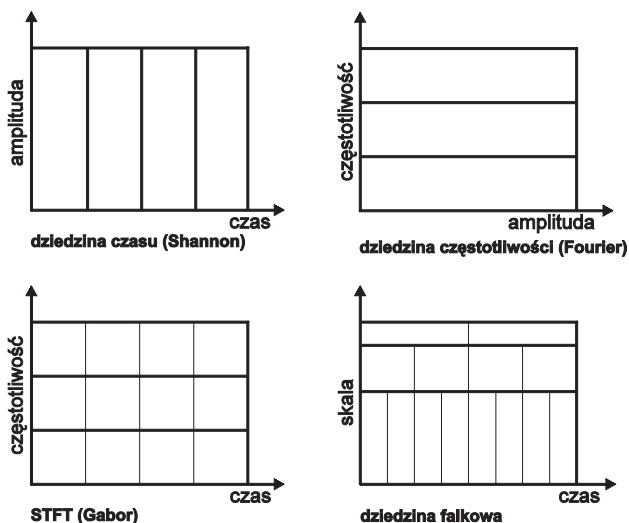 amplituda
czas
dziedzina czasu (Shannon)
częstotliwość
amplituda
dziedzina częstotliwości (Fourier)
częstotliwość
czas
STFT (Gabor)
skala
czas
dziedzina falkowa